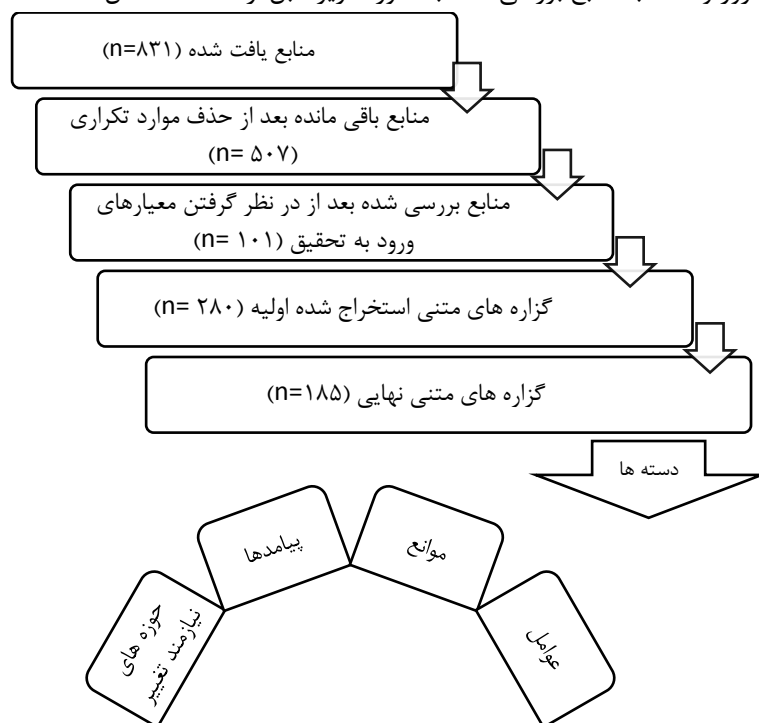 منابع یافت شده (n=۸۳۱)
منابع باقی مانده بعد از حذف موارد تکراری
(n= ۵۰۷)
منابع بررسی شده بعد از در نظر گرفتن معیارهای
ورود به تحقیق (n= ۱۰۱)
گزاره های متنی استخراج شده اولیه (n= ۲۸۰)
گزاره های متنی نهایی (n=۱۸۵)
دسته ها
عوامل
موانع
پیامدها
حوزه های
نیازمند تغییر